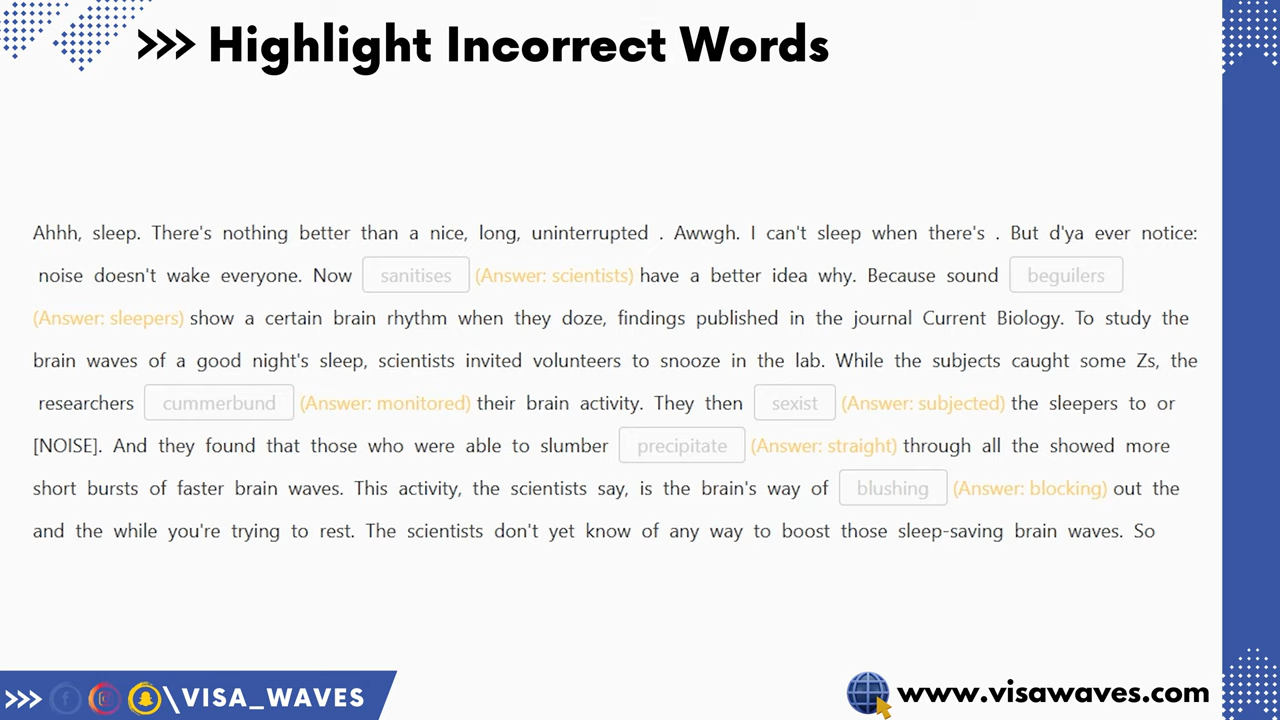 >>> Highlight Incorrect Words
Ahhh, sleep. There's nothing better than a nice, long, uninterrupted . Awwgh. I can't sleep when there's . But d'ya ever notice:
noise doesn't wake everyone. Now sanitises (Answer: scientists) have a better idea why. Because sound beguilers
(Answer: sleepers) show a certain brain rhythm when they doze, findings published in the journal Current Biology. To study the
brain waves of a good night's sleep, scientists invited volunteers to snooze in the lab. While the subjects caught some Zs, the
researchers cummerbund (Answer: monitored) their brain activity. They then sexist (Answer: subjected) the sleepers to or
[NOISE]. And they found that those who were able to slumber precipitate (Answer: straight) through all the showed more
short bursts of faster brain waves. This activity, the scientists say, is the brain's way of blushing (Answer: blocking) out the
and the while you're trying to rest. The scientists don't yet know of any way to boost those sleep-saving brain waves. So
>>> \VISA_WAVES
www.visawaves.com